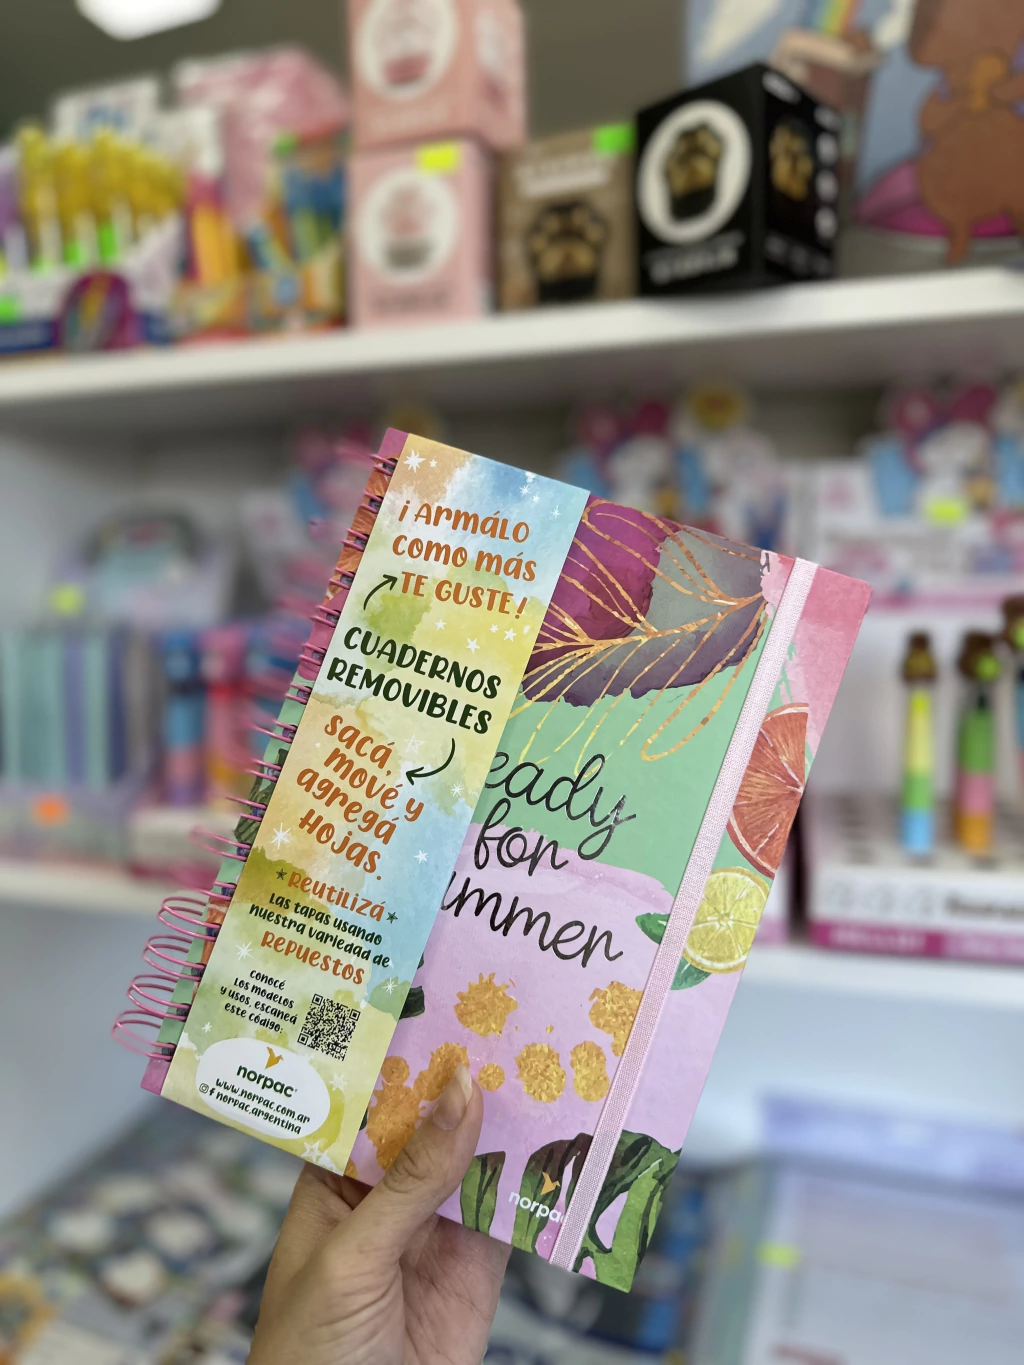 ¡Armálo
como más
te guste!
CUADERNOS
REMOVIBLES
sacá,
mové y
agregá
Hojas.
*Reutilizá*
Las tapas usando
nuestra variedad de
Repuestos
conocé
Los modelos
y usos, escaneá
este código:
norpac
www.norpac.com.ar
norpac.argentina
eady
for
ummer
norpa